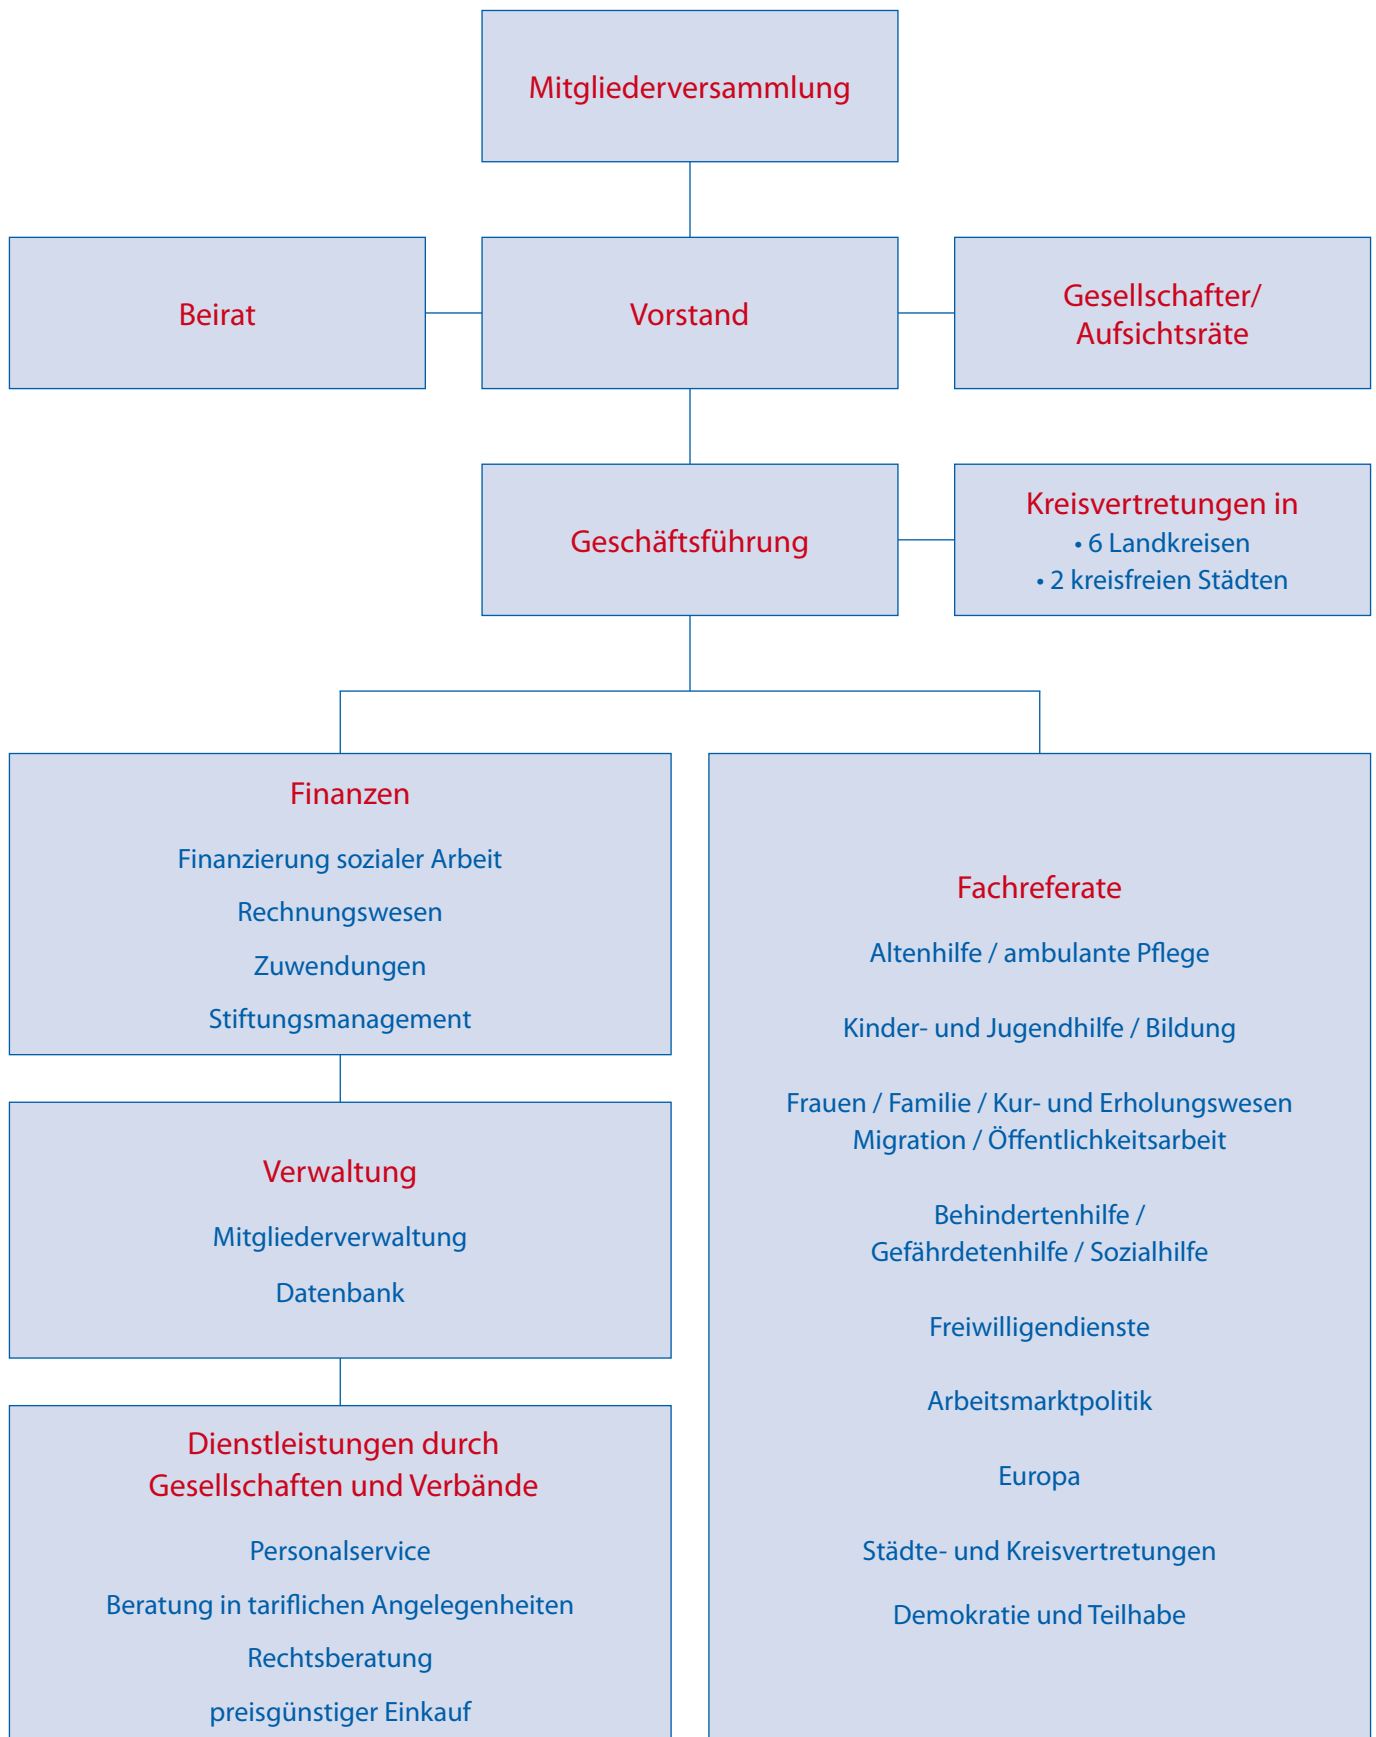 Mitgliederversammlung
Beirat
Vorstand
Gesellschafter/
Aufsichtsräte
Geschäftsführung
Kreisvertretungen in
• 6 Landkreisen
• 2 kreisfreien Städten
Finanzen
Finanzierung sozialer Arbeit
Rechnungswesen
Zuwendungen
Stiftungsmanagement
Verwaltung
Mitgliederverwaltung
Datenbank
Dienstleistungen durch
Gesellschaften und Verbände
Personalservice
Beratung in tariflichen Angelegenheiten
Rechtsberatung
preisgünstiger Einkauf
Fachreferate
Altenhilfe / ambulante Pflege
Kinder- und Jugendhilfe / Bildung
Frauen / Familie / Kur- und Erholungswesen
Migration / Öffentlichkeitsarbeit
Behindertenhilfe /
Gefährdetenhilfe / Sozialhilfe
Freiwilligendienste
Arbeitsmarktpolitik
Europa
Städte- und Kreisvertretungen
Demokratie und Teilhabe